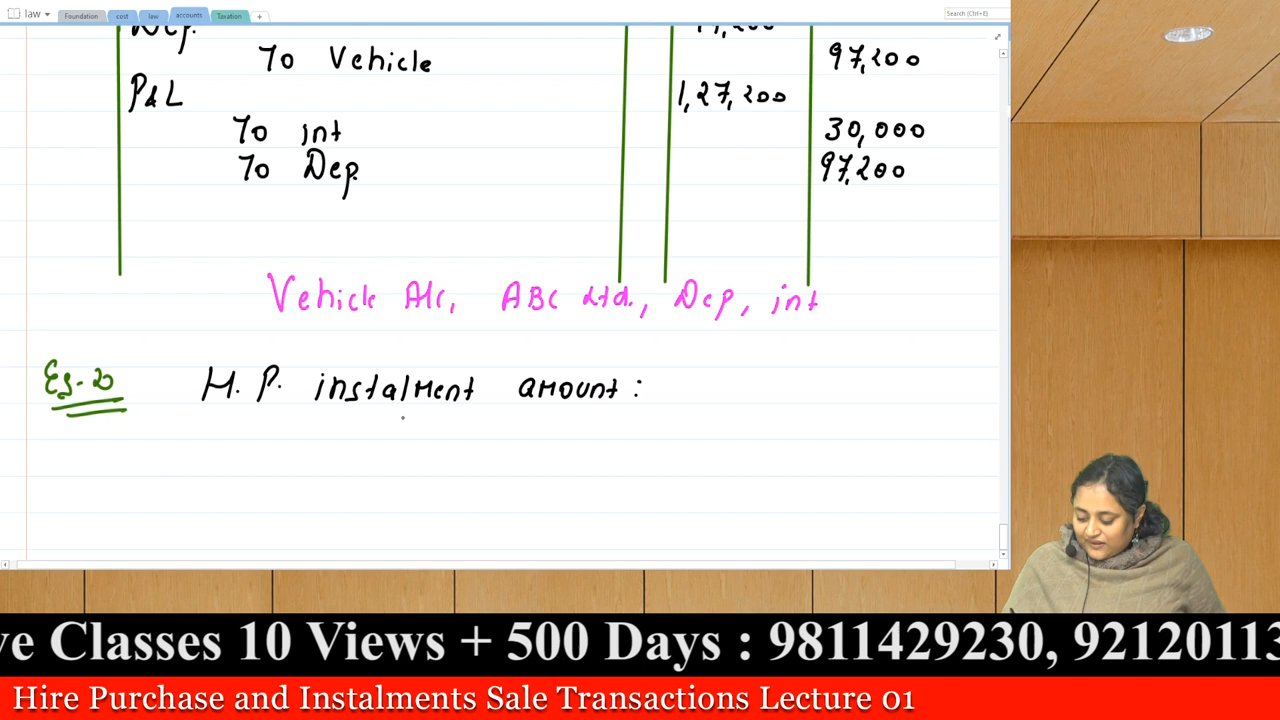 law
Foundation
cost
law
accounts
Taxation
Search (Ctrl+E)
Dep.
To Vehicle 97,200
P&L 1,27,200
To int 30,000
To Dep. 97,200
Vehicle A/c, ABC Ltd., Dep, int
Eg-20 H. P. instalment amount:
ve Classes 10 Views + 500 Days : 9811429230, 92120113
Hire Purchase and Instalments Sale Transactions Lecture 01